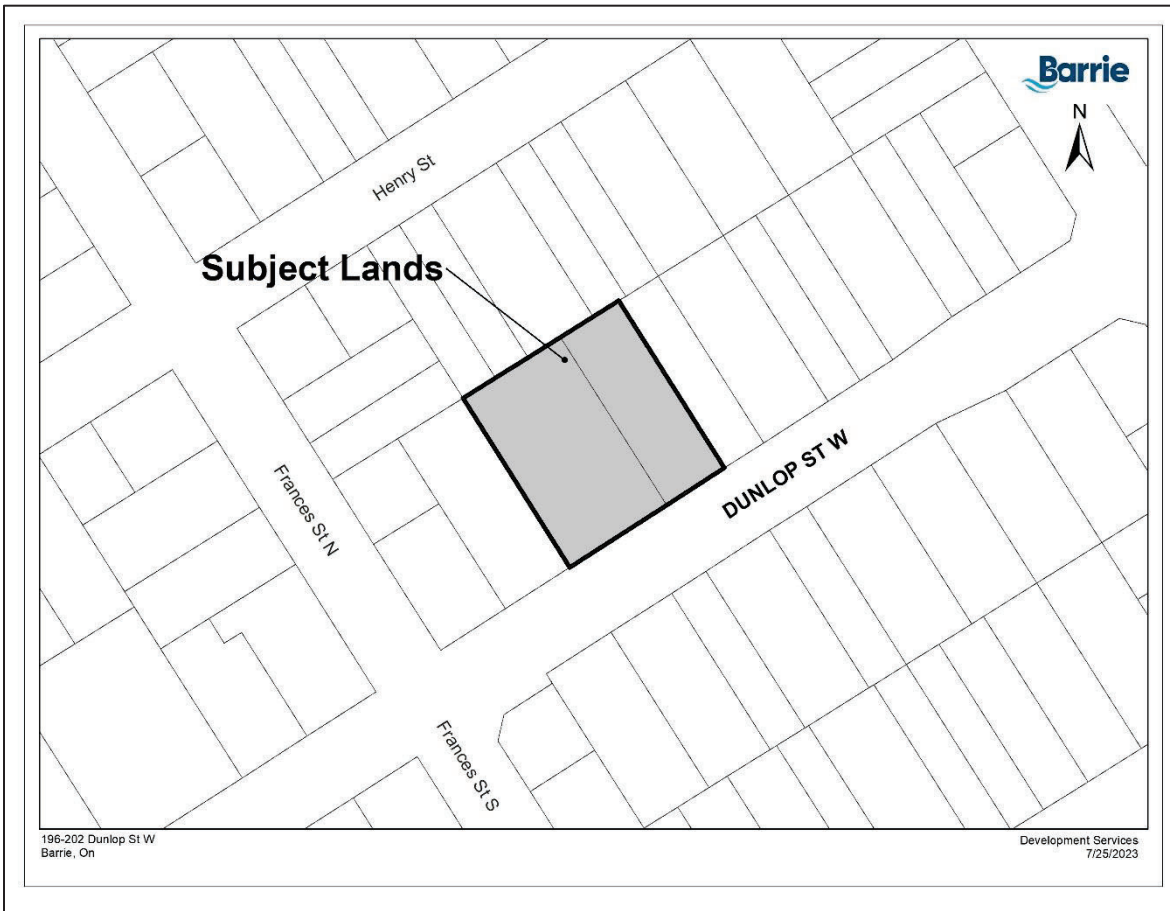 Barrie
N
Henry St
Subject Lands
DUNLOP ST W
Frances St N
Frances St S
196-202 Dunlop St W
Barrie, On
Development Services
7/25/2023